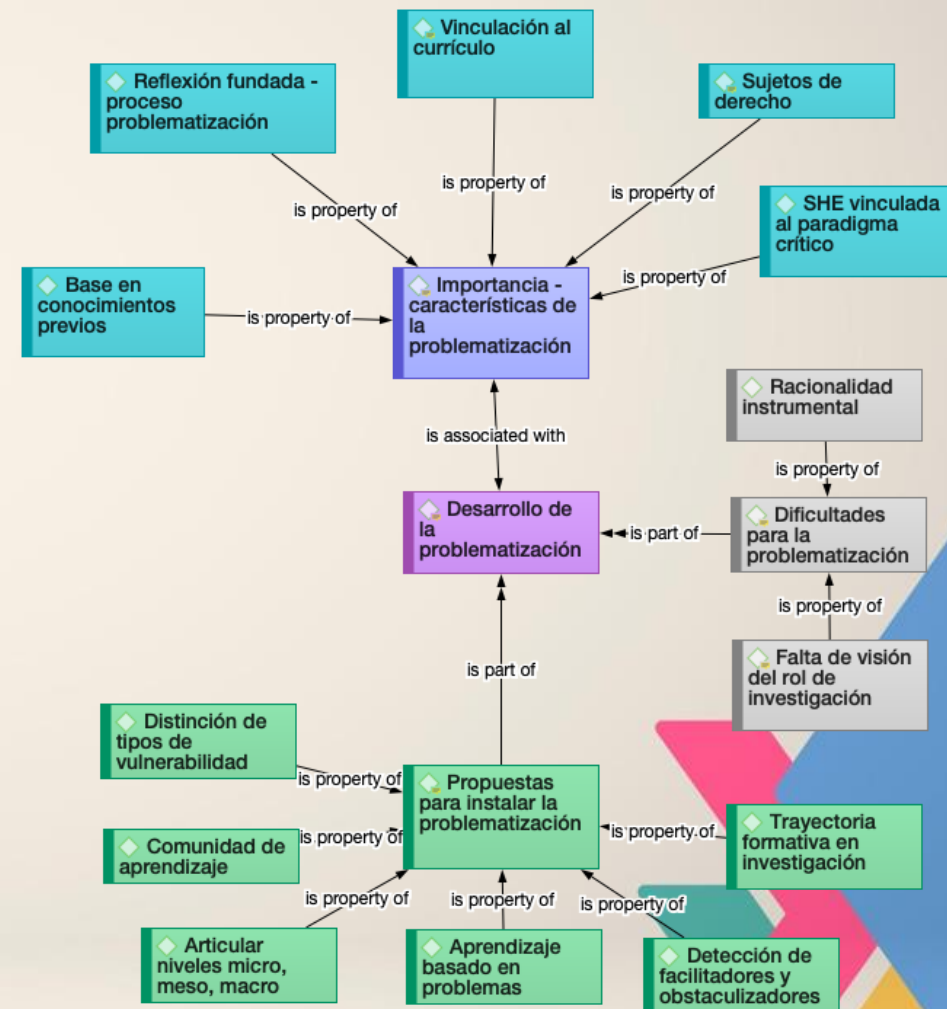 Vinculación al
currículo
Reflexión fundada -
proceso
problematización
Sujetos de
derecho
is property of
is property of
is property of
SHE vinculada
al paradigma
crítico
is property of
Base en
conocimientos
previos
is property of
Importancia -
características de
la
problematización
Racionalidad
instrumental
is associated with
is property of
Desarrollo de
la
problematización
is part of
Dificultades
para la
problematización
is property of
Falta de visión
del rol de
investigación
is part of
Distinción de
tipos de
vulnerabilidad
is property of
Propuestas
para instalar la
problematización
Comunidad de
aprendizaje
is property of
is property of
Trayectoria
formativa en
investigación
is property of
is property of
is property of
Articular
niveles micro,
meso, macro
Aprendizaje
basado en
problemas
Detección de
facilitadores y
obstaculizadores